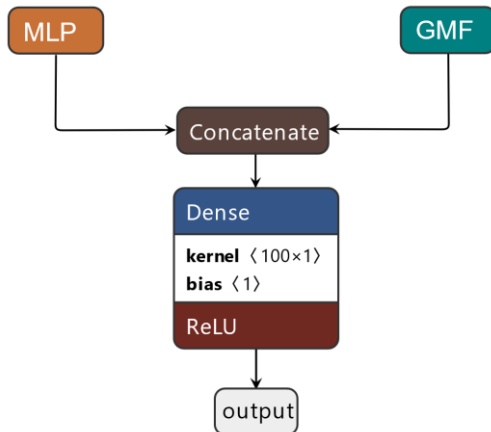 MLP
GMF
Concatenate
Dense
kernel〈100×1〉
bias〈1〉
ReLU
output